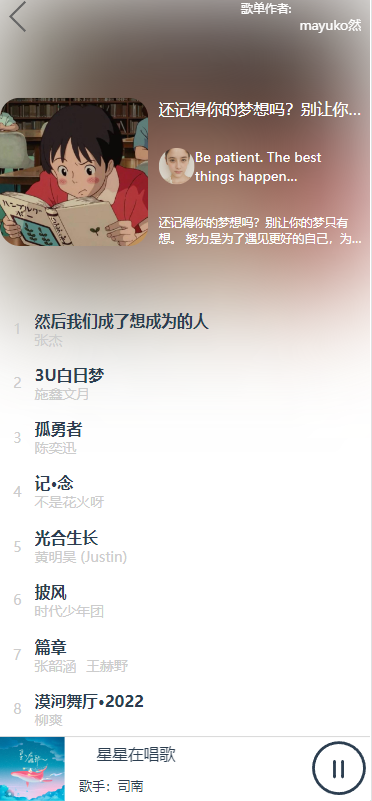 歌单作者:
mayuko然
还记得你的梦想吗？别让你...
Be patient. The best
things happen...
还记得你的梦想吗？别让你的梦只有
想。 努力是为了遇见更好的自己，为...
1 然后我们成了想成为的人
张杰
2 3U白日梦
施鑫文月
3 孤勇者
陈奕迅
4 记·念
不是花火呀
5 光合生长
黄明昊 (Justin)
6 披风
时代少年团
7 篇章
张韶涵 王赫野
8 漠河舞厅·2022
柳爽
星星在唱歌
歌手：司南